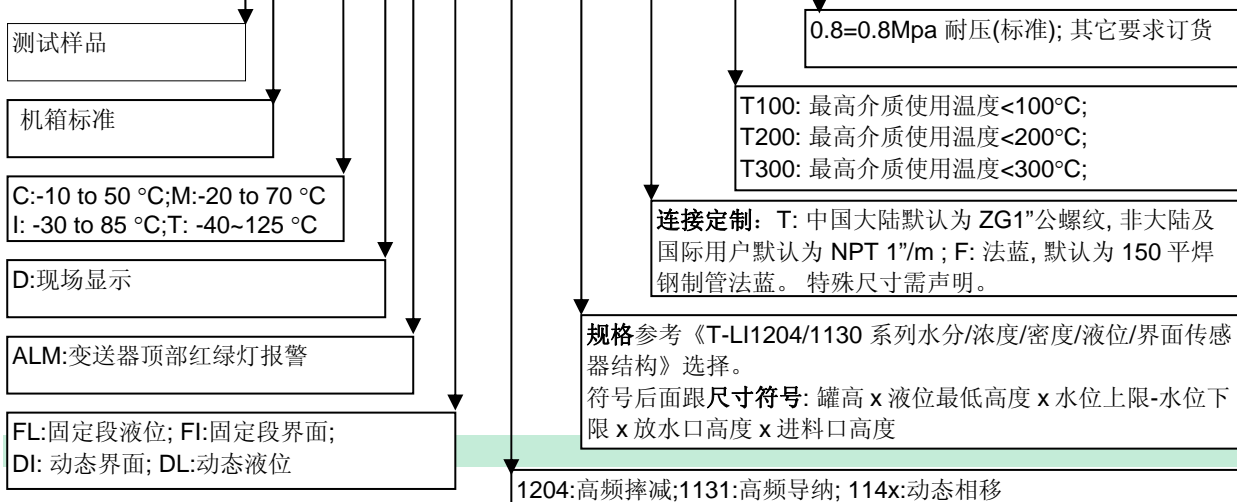 测试样品
机箱标准
C:-10 to 50 °C;M:-20 to 70 °C
I: -30 to 85 °C;T: -40~125 °C
D:现场显示
ALM:变送器顶部红绿灯报警
FL:固定段液位; FI:固定段界面;
DI: 动态界面; DL:动态液位
0.8=0.8Mpa 耐压(标准); 其它要求订货
T100: 最高介质使用温度<100°C;
T200: 最高介质使用温度<200°C;
T300: 最高介质使用温度<300°C;
连接定制：T: 中国大陆默认为 ZG1”公螺纹, 非大陆及
国际用户默认为 NPT 1”/m ; F: 法蓝, 默认为 150 平焊
钢制管法蓝。 特殊尺寸需声明。
规格参考《T-LI1204/1130 系列水分/浓度/密度/液位/界面传感
器结构》选择。
符号后面跟尺寸符号: 罐高 x 液位最低高度 x 水位上限-水位下
限 x 放水口高度 x 进料口高度
1204:高频摔减;1131:高频导纳; 114x:动态相移